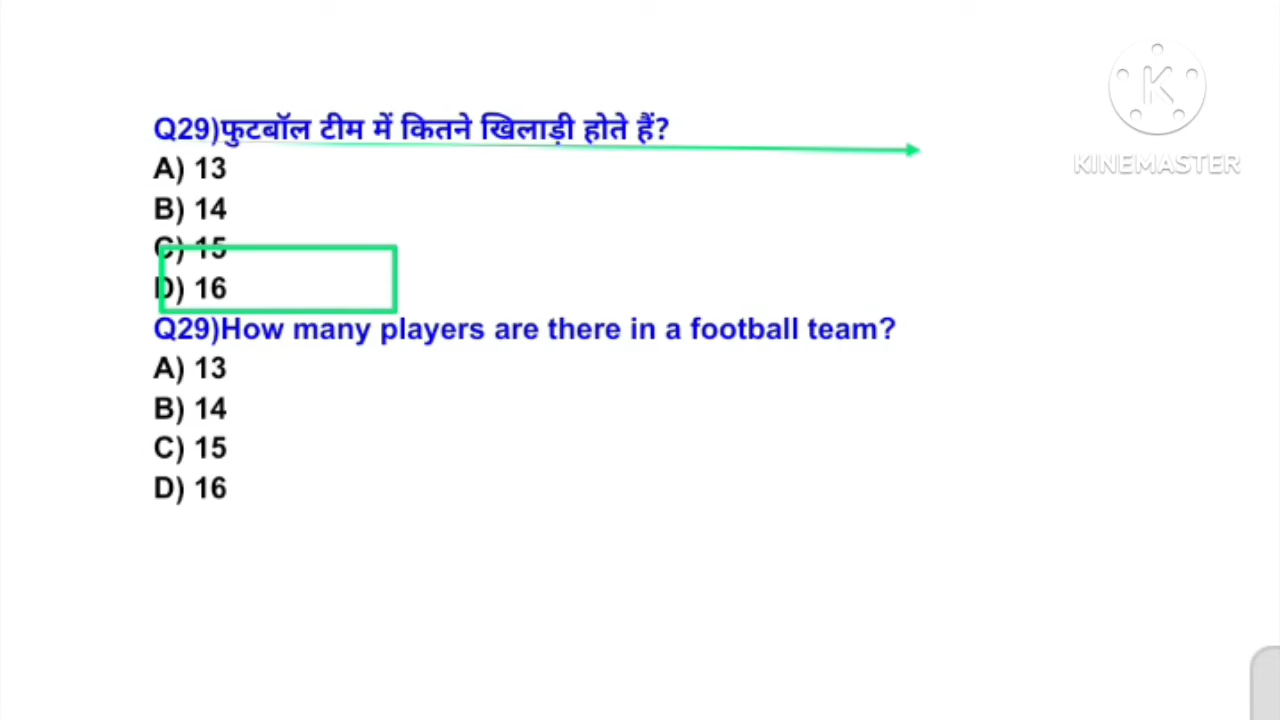 Q29)फुटबॉल टीम में कितने खिलाड़ी होते हैं?
A) 13
B) 14
C) 15
D) 16
Q29)How many players are there in a football team?
A) 13
B) 14
C) 15
D) 16
K
KINEMASTER